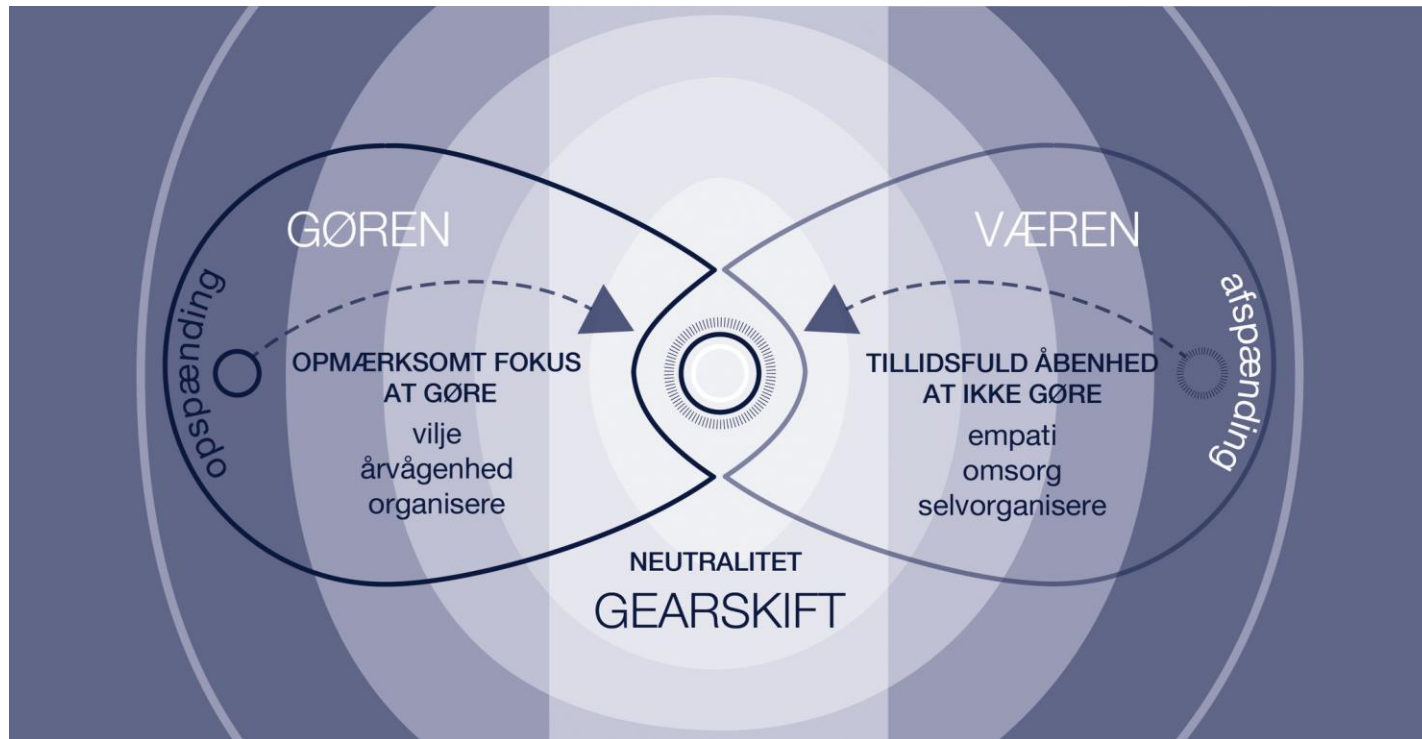 GØREN
opspænding
OPMÆRKSOMT FOKUS
AT GØRE
vilje
årvågenhed
organisere
VÆREN
afspænding
TILLIDSFULD ÅBENHED
AT IKKE GØRE
empati
omsorg
selvorganisere
NEUTRALITET
GEARSKIFT